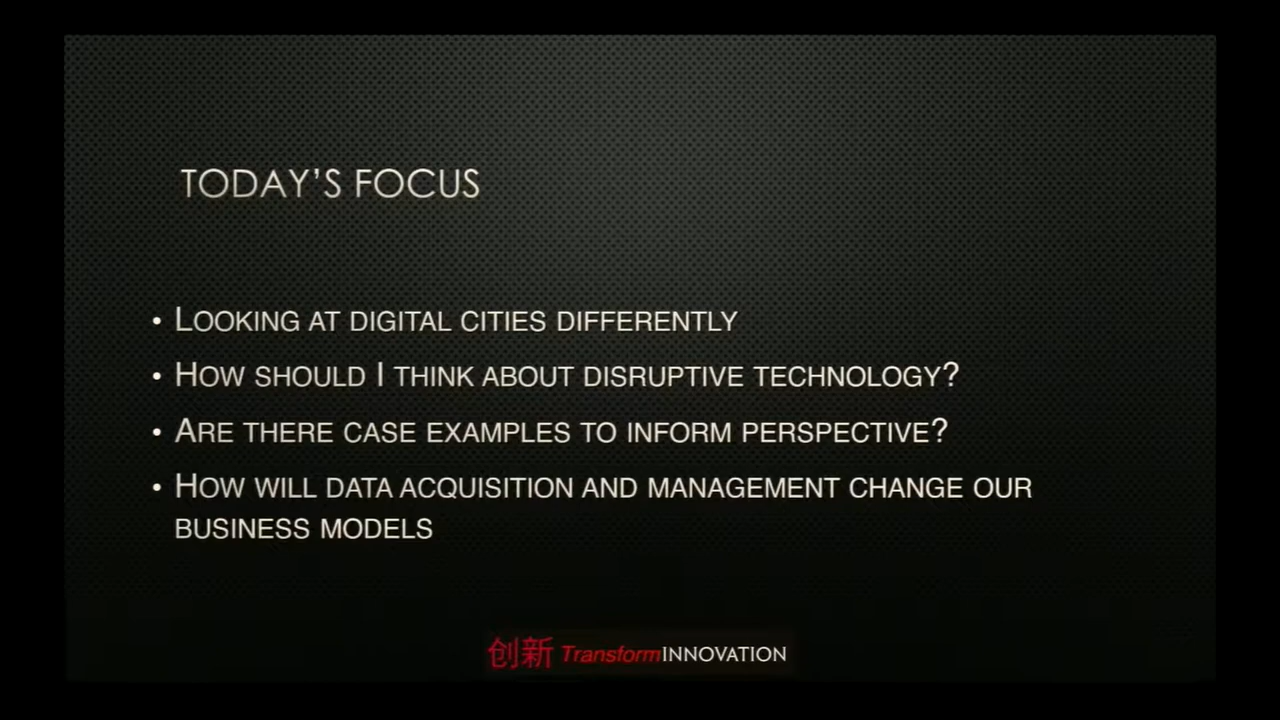 TODAY'S FOCUS
• LOOKING AT DIGITAL CITIES DIFFERENTLY
• HOW SHOULD I THINK ABOUT DISRUPTIVE TECHNOLOGY?
• ARE THERE CASE EXAMPLES TO INFORM PERSPECTIVE?
• HOW WILL DATA ACQUISITION AND MANAGEMENT CHANGE OUR
BUSINESS MODELS
创新 TransformINNOVATION